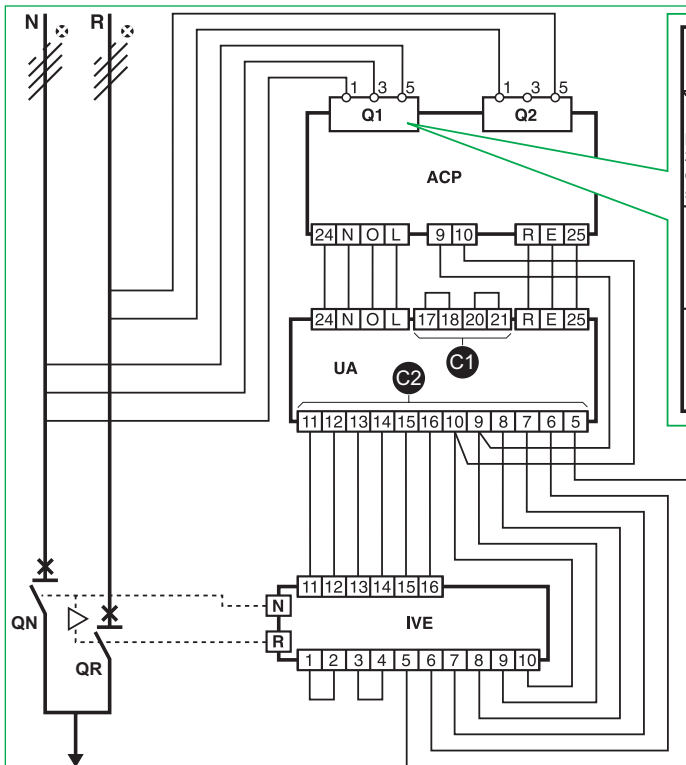 N R
1 3 5 1 3 5
Q1 Q2
ACP
24 N O L 9 10 R E 25
24 N O L 17 18 20 21 R E 25
UA C1
C2
11 12 13 14 15 16 10 9 8 7 6 5
11 12 13 14 15 16
N
IVE
QN
R
QR
1 2 3 4 5 6 7 8 9 10